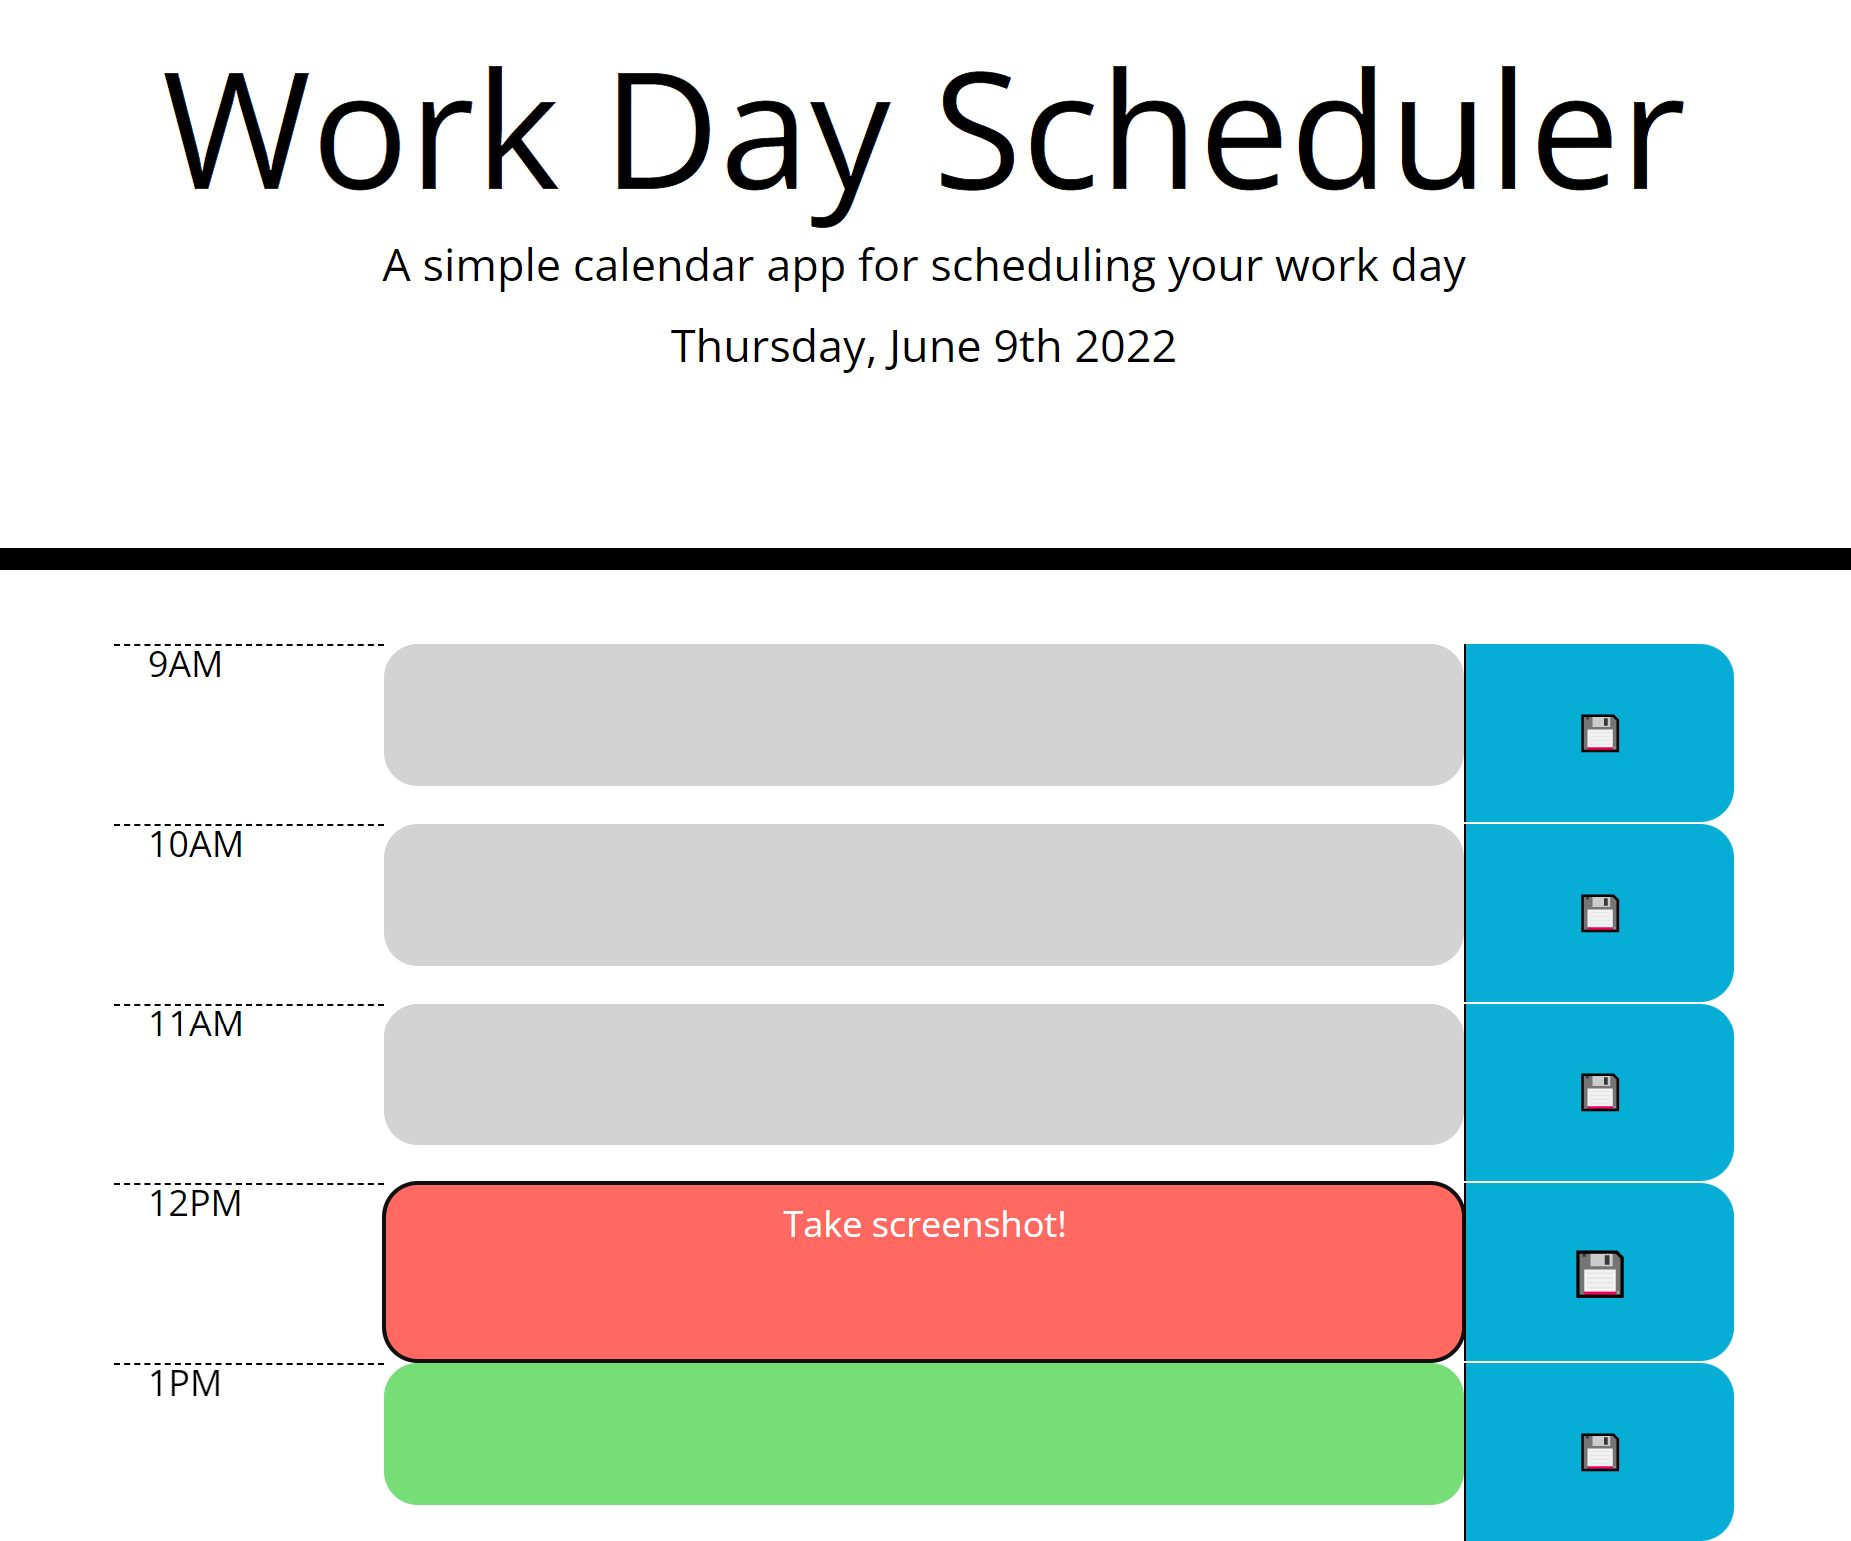 Work Day Scheduler
A simple calendar app for scheduling your work day
Thursday, June 9th 2022
9AM
10AM
11AM
12PM
Take screenshot!
1PM